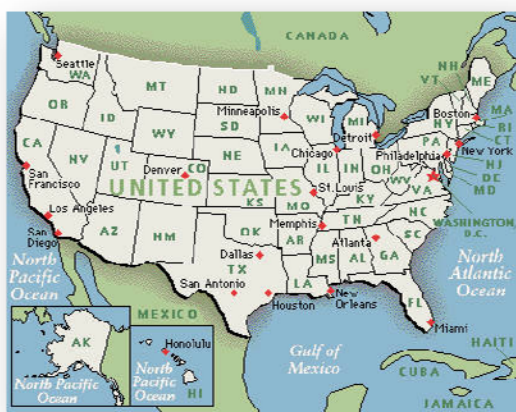 CANADA
Seattle
WA
MT
ND
MN
NH
VT
ME
OR
ID
Minneapolis
WI
MI
Boston
MA
SD
NY
RI
WY
Detroit
CT
CA
IA
Chicago
PA
New York
NV
NE
Philadelphia
NJ
UT
Denver
CO
IL
IN
OH
DC
San
Francisco
WV
MD
UNITED STATES
St.Louis
VA
KS
MO
KY
WASHINGTON,
D.C.
Los Angeles
NC
TN
San
Diego
AZ
NM
OK
AR
Memphis
SC
Atlanta
North
Pacific
Ocean
Dallas
MS
AL
GA
North
Atlantic
Ocean
TX
San Antonio
LA
Houston
New
Orleans
FL
MEXICO
Miami
AK
Honolulu
Gulf of
Mexico
HAITI
North Pacific
Ocean
North
Pacific
Ocean
HI
CUBA
JAMAICA